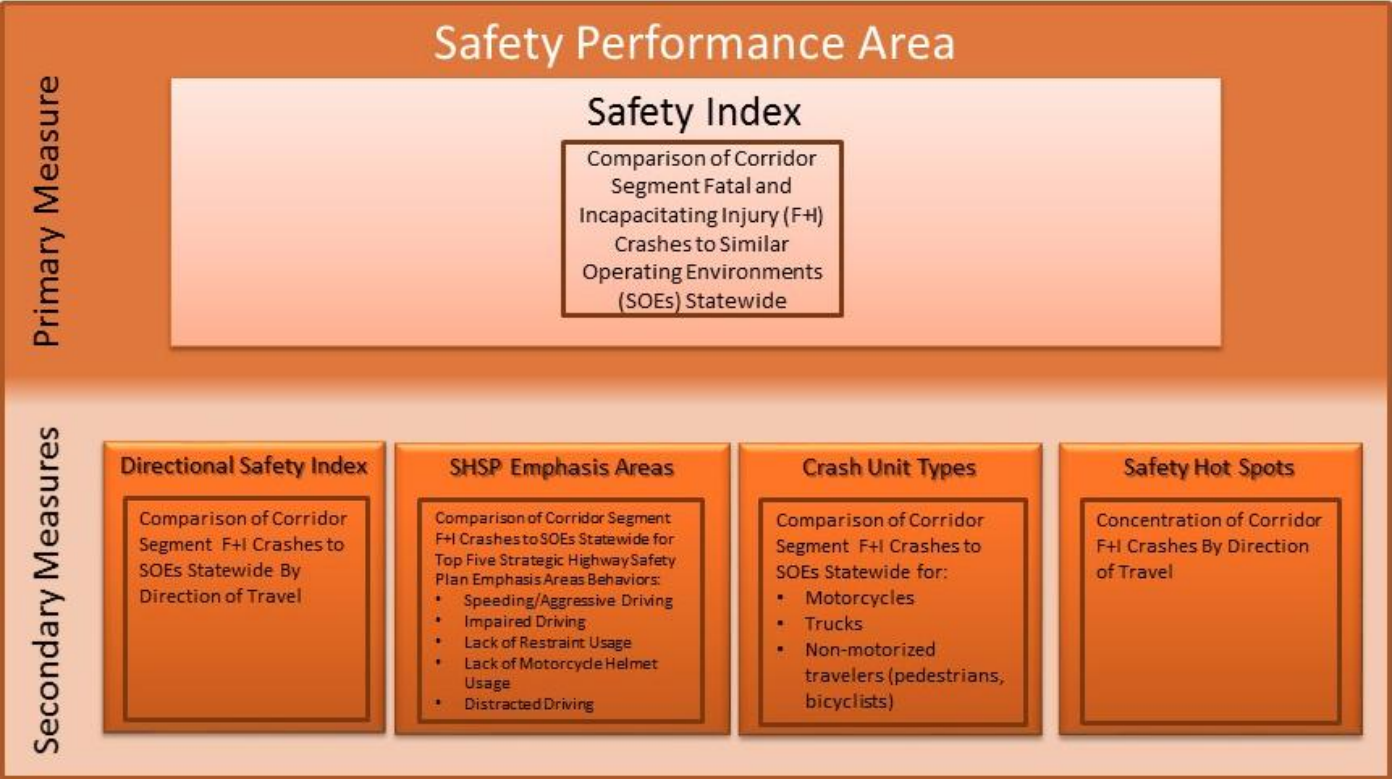 Safety Performance Area
Primary Measure
Safety Index
Comparison of Corridor
Segment Fatal and
Incapacitating Injury (F+I)
Crashes to Similar
Operating Environments
(SOEs) Statewide
Secondary Measures
Directional Safety Index
Comparison of Corridor
Segment F+I Crashes to
SOEs Statewide By
Direction of Travel
SHSP Emphasis Areas
Comparison of Corridor Segment
F+I Crashes to SOEs Statewide for
Top Five Strategic Highway Safety
Plan Emphasis Areas Behaviors:
• Speeding/Aggressive Driving
• Impaired Driving
• Lack of Restraint Usage
• Lack of Motorcycle Helmet
Usage
• Distracted Driving
Crash Unit Types
Comparison of Corridor
Segment F+I Crashes to
SOEs Statewide for:
• Motorcycles
• Trucks
• Non-motorized
travelers (pedestrians,
bicyclists)
Safety Hot Spots
Concentration of Corridor
F+I Crashes By Direction
of Travel